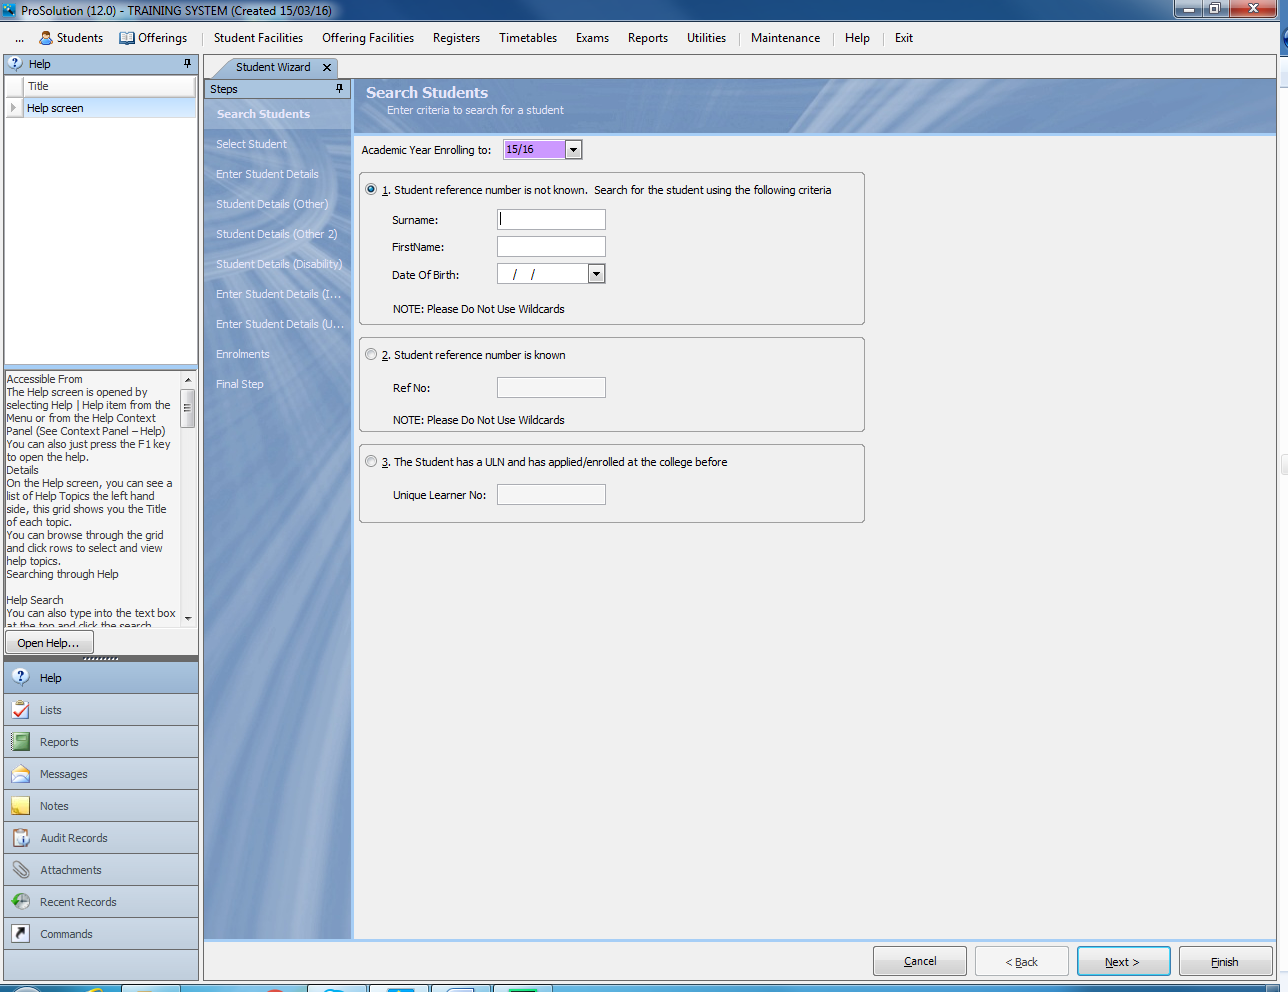 ProSolution (12.0) - TRAINING SYSTEM (Created 15/03/16)
... Students Offerings Student Facilities Offering Facilities Registers Timetables Exams Reports Utilities Maintenance Help Exit
Help
Title
Help screen
Accessible From
The Help screen is opened by
selecting Help | Help item from the
Menu or from the Help Context
Panel (See Context Panel – Help)
You can also just press the F1 key
to open the help.
Details
On the Help screen, you can see a
list of Help Topics the left hand
side, this grid shows you the Title
of each topic.
You can browse through the grid
and click rows to select and view
help topics.
Searching through Help
Help Search
You can also type into the text box
at the top and click the search
Open Help...
Help
Lists
Reports
Messages
Notes
Audit Records
Attachments
Recent Records
Commands
Student Wizard
Steps
Search Students
Select Student
Enter Student Details
Student Details (Other)
Student Details (Other 2)
Student Details (Disability)
Enter Student Details (I...
Enter Student Details (U...
Enrolments
Final Step
Search Students
Enter criteria to search for a student
Academic Year Enrolling to: 15/16
1. Student reference number is not known. Search for the student using the following criteria
Surname:
FirstName:
Date Of Birth: / /
NOTE: Please Do Not Use Wildcards
2. Student reference number is known
Ref No:
NOTE: Please Do Not Use Wildcards
3. The Student has a ULN and has applied/enrolled at the college before
Unique Learner No:
Cancel < Back Next > Finish